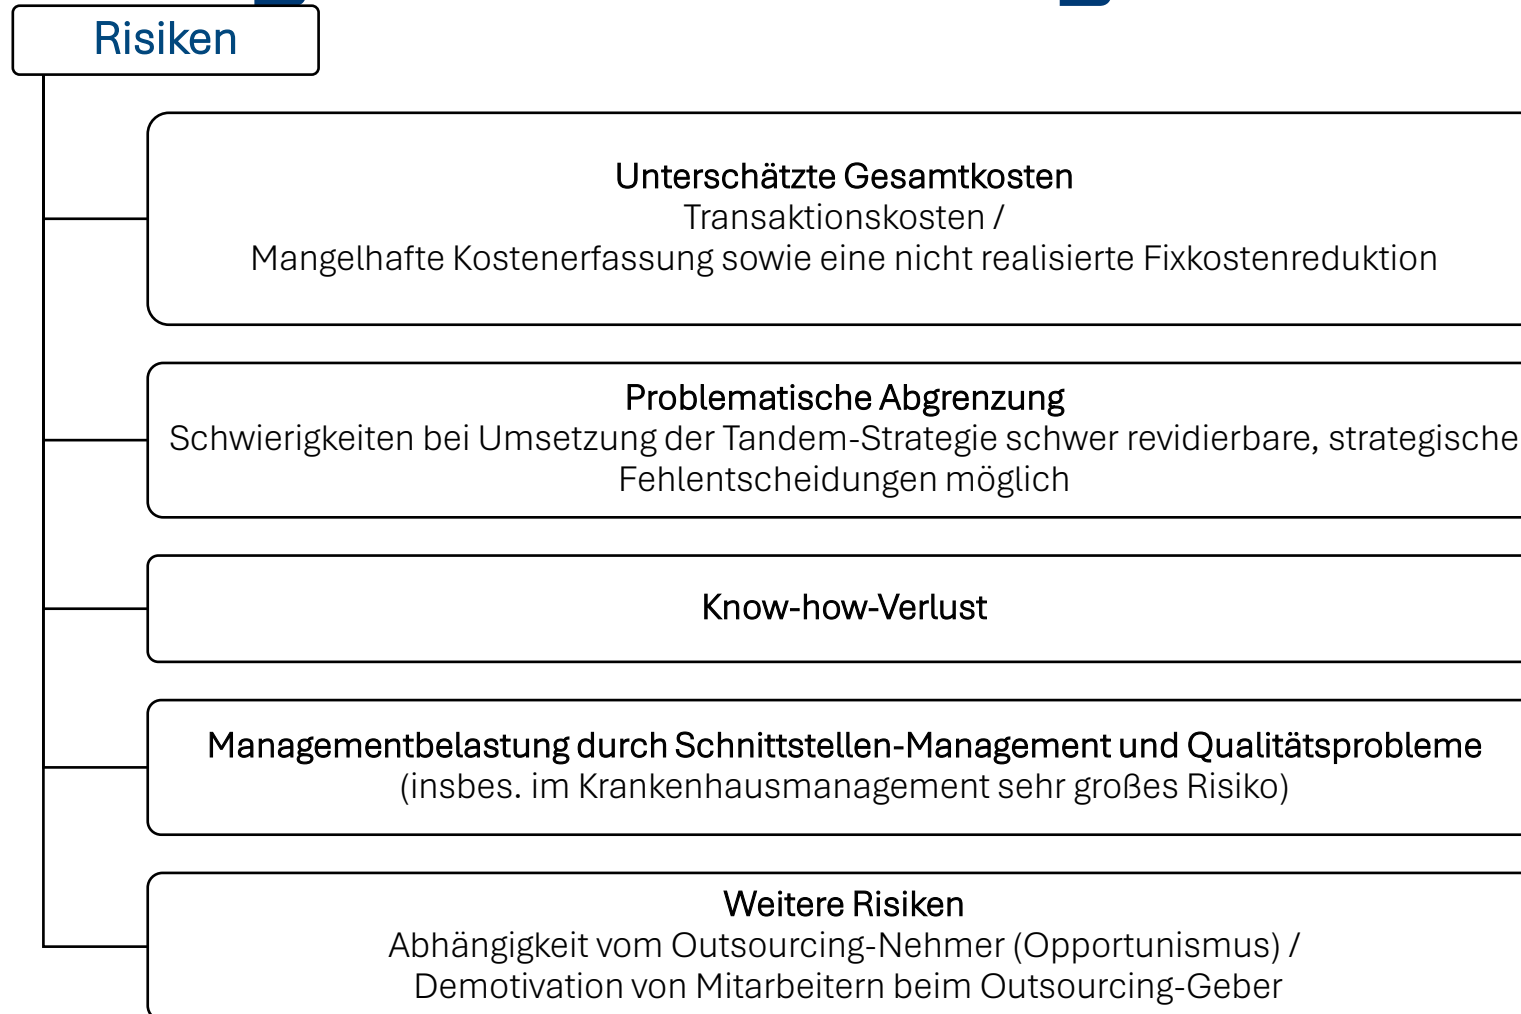 Risiken
Unterschätzte Gesamtkosten
Transaktionskosten /
Mangelhafte Kostenerfassung sowie eine nicht realisierte Fixkostenreduktion
Problematische Abgrenzung
Schwierigkeiten bei Umsetzung der Tandem-Strategie schwer revidierbare, strategische
Fehlentscheidungen möglich
Know-how-Verlust
Managementbelastung durch Schnittstellen-Management und Qualitätsprobleme
(insbes. im Krankenhausmanagement sehr großes Risiko)
Weitere Risiken
Abhängigkeit vom Outsourcing-Nehmer (Opportunismus) /
Demotivation von Mitarbeitern beim Outsourcing-Geber